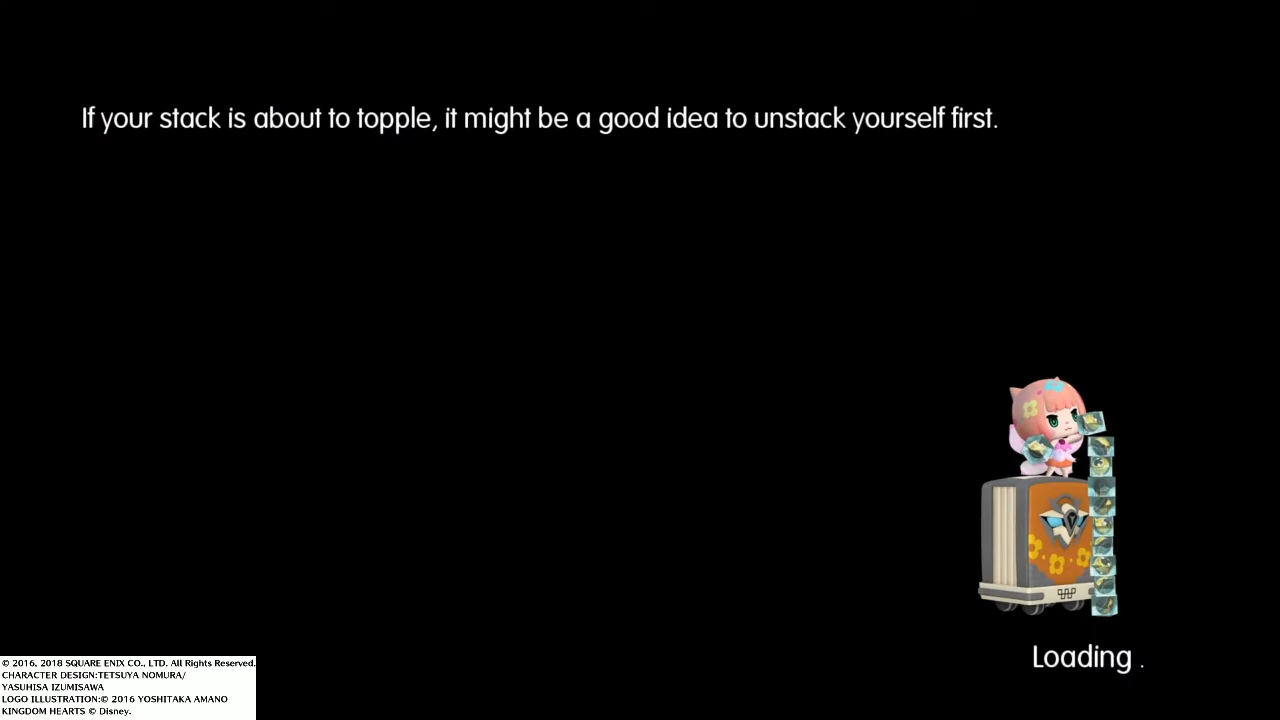 If your stack is about to topple, it might be a good idea to unstack yourself first.
Loading .
© 2016, 2018 SQUARE ENIX CO., LTD. All Rights Reserved.
CHARACTER DESIGN:TETSUYA NOMURA/
YASUHISA IZUMISAWA
LOGO ILLUSTRATION:© 2016 YOSHITAKA AMANO
KINGDOM HEARTS © Disney.